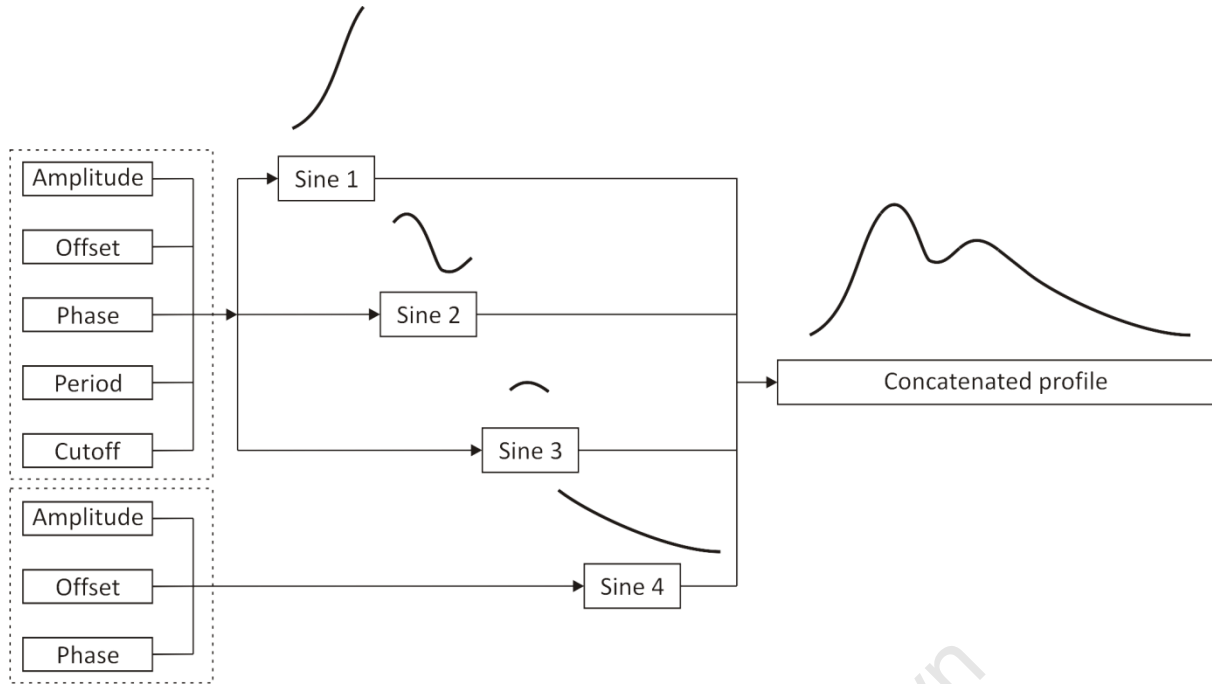 Amplitude
Offset
Phase
Period
Cutoff
Amplitude
Offset
Phase
Sine 1
Sine 2
Sine 3
Sine 4
Concatenated profile